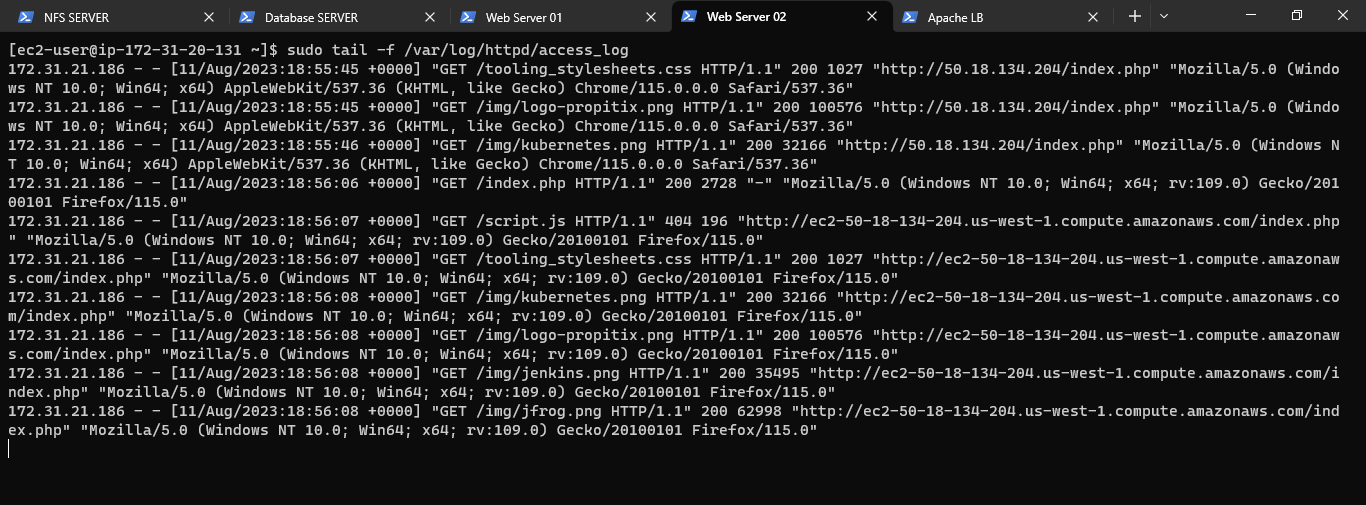 NFS SERVER
Database SERVER
Web Server 01
Web Server 02
Apache LB
[ec2-user@ip-172-31-20-131 ~]$ sudo tail -f /var/log/httpd/access_log
172.31.21.186 - - [11/Aug/2023:18:55:45 +0000] "GET /tooling_stylesheets.css HTTP/1.1" 200 1027 "http://50.18.134.204/index.php" "Mozilla/5.0 (Windo
ws NT 10.0; Win64; x64) AppleWebKit/537.36 (KHTML, like Gecko) Chrome/115.0.0.0 Safari/537.36"
172.31.21.186 - - [11/Aug/2023:18:55:45 +0000] "GET /img/logo-propitix.png HTTP/1.1" 200 100576 "http://50.18.134.204/index.php" "Mozilla/5.0 (Windo
ws NT 10.0; Win64; x64) AppleWebKit/537.36 (KHTML, like Gecko) Chrome/115.0.0.0 Safari/537.36"
172.31.21.186 - - [11/Aug/2023:18:55:46 +0000] "GET /img/kubernetes.png HTTP/1.1" 200 32166 "http://50.18.134.204/index.php" "Mozilla/5.0 (Windows N
T 10.0; Win64; x64) AppleWebKit/537.36 (KHTML, like Gecko) Chrome/115.0.0.0 Safari/537.36"
172.31.21.186 - - [11/Aug/2023:18:56:06 +0000] "GET /index.php HTTP/1.1" 200 2728 "-" "Mozilla/5.0 (Windows NT 10.0; Win64; x64; rv:109.0) Gecko/201
00101 Firefox/115.0"
172.31.21.186 - - [11/Aug/2023:18:56:07 +0000] "GET /script.js HTTP/1.1" 404 196 "http://ec2-50-18-134-204.us-west-1.compute.amazonaws.com/index.php
" "Mozilla/5.0 (Windows NT 10.0; Win64; x64; rv:109.0) Gecko/20100101 Firefox/115.0"
172.31.21.186 - - [11/Aug/2023:18:56:07 +0000] "GET /tooling_stylesheets.css HTTP/1.1" 200 1027 "http://ec2-50-18-134-204.us-west-1.compute.amazonaw
s.com/index.php" "Mozilla/5.0 (Windows NT 10.0; Win64; x64; rv:109.0) Gecko/20100101 Firefox/115.0"
172.31.21.186 - - [11/Aug/2023:18:56:08 +0000] "GET /img/kubernetes.png HTTP/1.1" 200 32166 "http://ec2-50-18-134-204.us-west-1.compute.amazonaws.co
m/index.php" "Mozilla/5.0 (Windows NT 10.0; Win64; x64; rv:109.0) Gecko/20100101 Firefox/115.0"
172.31.21.186 - - [11/Aug/2023:18:56:08 +0000] "GET /img/logo-propitix.png HTTP/1.1" 200 100576 "http://ec2-50-18-134-204.us-west-1.compute.amazonaw
s.com/index.php" "Mozilla/5.0 (Windows NT 10.0; Win64; x64; rv:109.0) Gecko/20100101 Firefox/115.0"
172.31.21.186 - - [11/Aug/2023:18:56:08 +0000] "GET /img/jenkins.png HTTP/1.1" 200 35495 "http://ec2-50-18-134-204.us-west-1.compute.amazonaws.com/i
ndex.php" "Mozilla/5.0 (Windows NT 10.0; Win64; x64; rv:109.0) Gecko/20100101 Firefox/115.0"
172.31.21.186 - - [11/Aug/2023:18:56:08 +0000] "GET /img/jfrog.png HTTP/1.1" 200 62998 "http://ec2-50-18-134-204.us-west-1.compute.amazonaws.com/ind
ex.php" "Mozilla/5.0 (Windows NT 10.0; Win64; x64; rv:109.0) Gecko/20100101 Firefox/115.0"